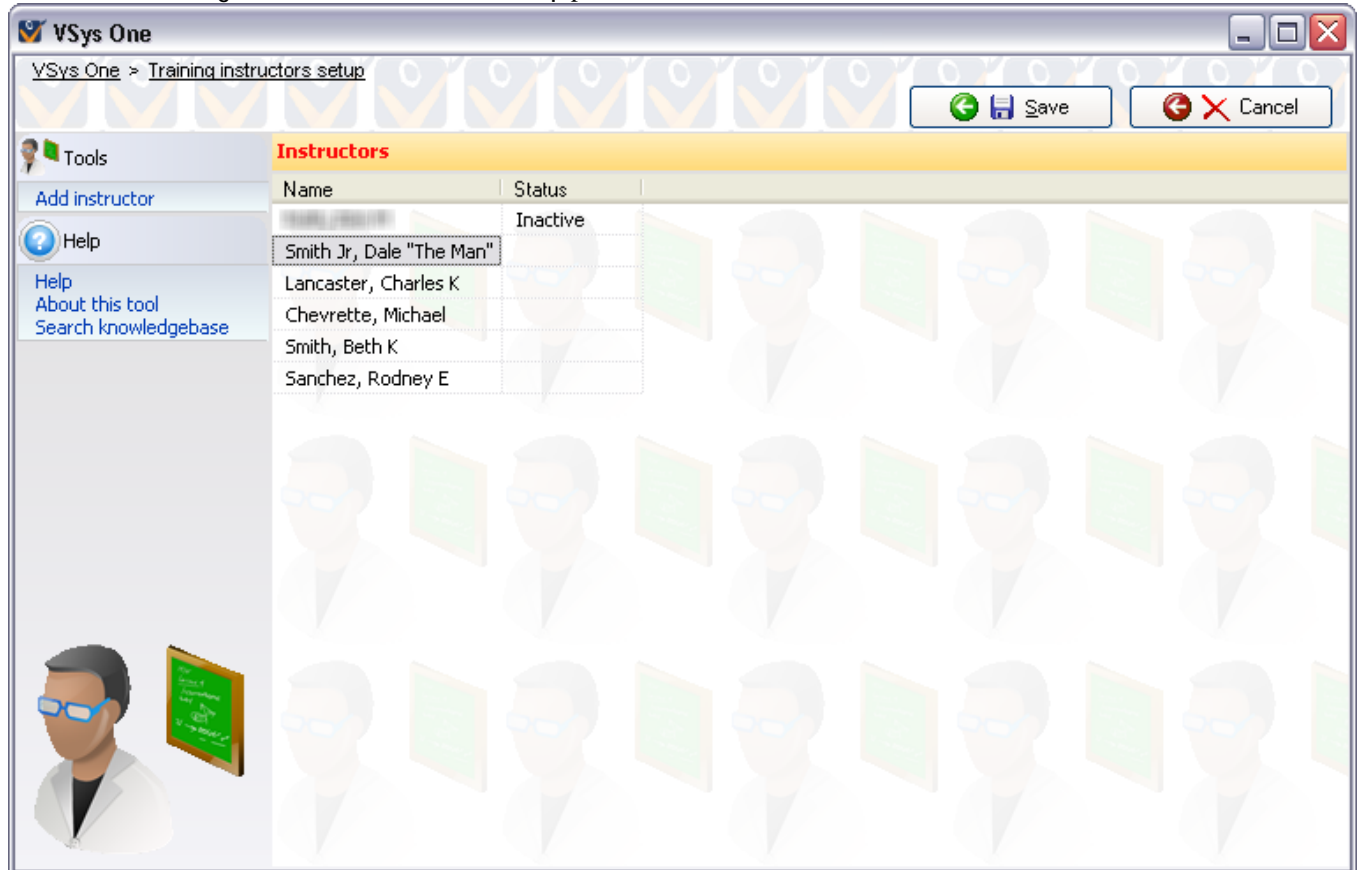 VSys One
VSys One > Training instructors setup
Save
Cancel
Tools
Add instructor
Help
Help
About this tool
Search knowledgebase
Instructors
Name Status
Inactive
Smith Jr, Dale "The Man"
Lancaster, Charles K
Chevrette, Michael
Smith, Beth K
Sanchez, Rodney E